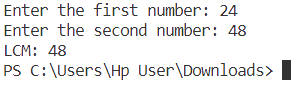 Enter the first number: 24
Enter the second number: 48
LCM: 48
PS C:\Users\Hp User\Downloads>